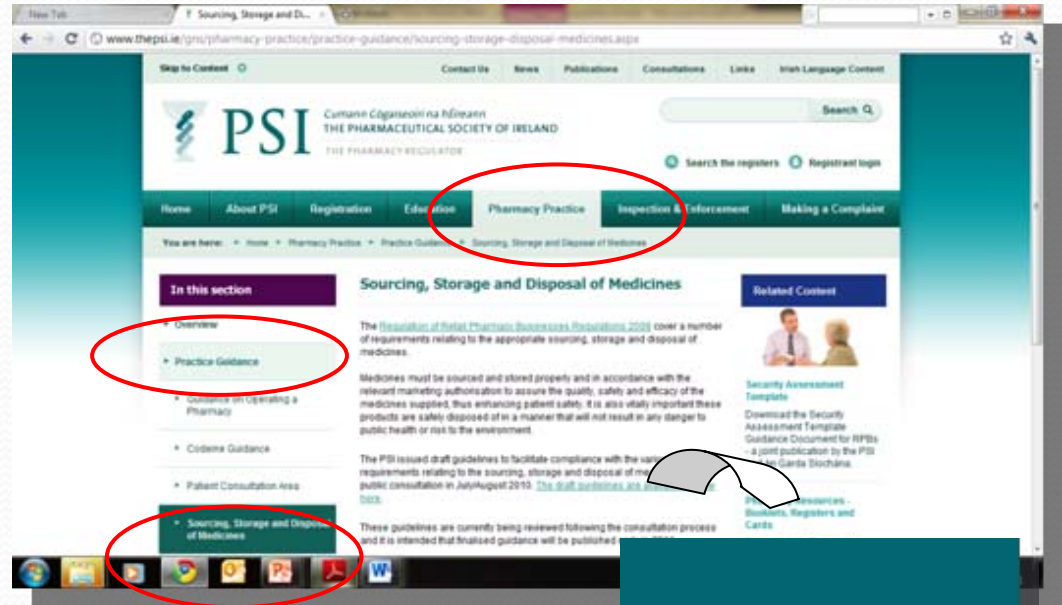 New Tab
Sourcing, Storage and D...
www.thepsi.ie/gns/pharmacy-practice/practice-guidance/sourcing-storage-disposal-medicines.aspx
Skip to Content
Contact Us News Publications Consultations Links Irish Language Content
PSI
Cumann Cógaiseoirí na hÉireann
THE PHARMACEUTICAL SOCIETY OF IRELAND
THE PHARMACY REGULATOR
Search
Search the registers Registrant login
Home About PSI Registration Education Pharmacy Practice Inspection & Enforcement Making a Complaint
You are here: Home Pharmacy Practice Practice Guidance Sourcing, Storage and Disposal of Medicines
In this section
Overview
Practice Guidance
Guidance on Operating a
Pharmacy
Codeine Guidance
Patient Consultation Area
Sourcing, Storage and Disposal
of Medicines
Sourcing, Storage and Disposal of Medicines
The Regulation of Retail Pharmacy Businesses Regulations 2008 cover a number
of requirements relating to the appropriate sourcing, storage and disposal of
medicines.
Medicines must be sourced and stored properly and in accordance with the
relevant marketing authorisation to assure the quality, safety and efficacy of the
medicines supplied, thus enhancing patient safety. It is also vitally important these
products are safely disposed of in a manner that will not result in any danger to
public health or risk to the environment.
The PSI issued draft guidelines to facilitate compliance with the
requirements relating to the sourcing, storage and disposal of
public consultation in July/August 2010. The draft guidelines are
here.
These guidelines are currently being reviewed following the consultation process
and it is intended that finalised guidance will be published
Related Content
Security Assessment
Template
Download the Security
Assessment Template
Guidance Document for RPBs
- a joint publication by the PSI
Garda Síochána.
Resources -
Booklets, Registers and
Cards